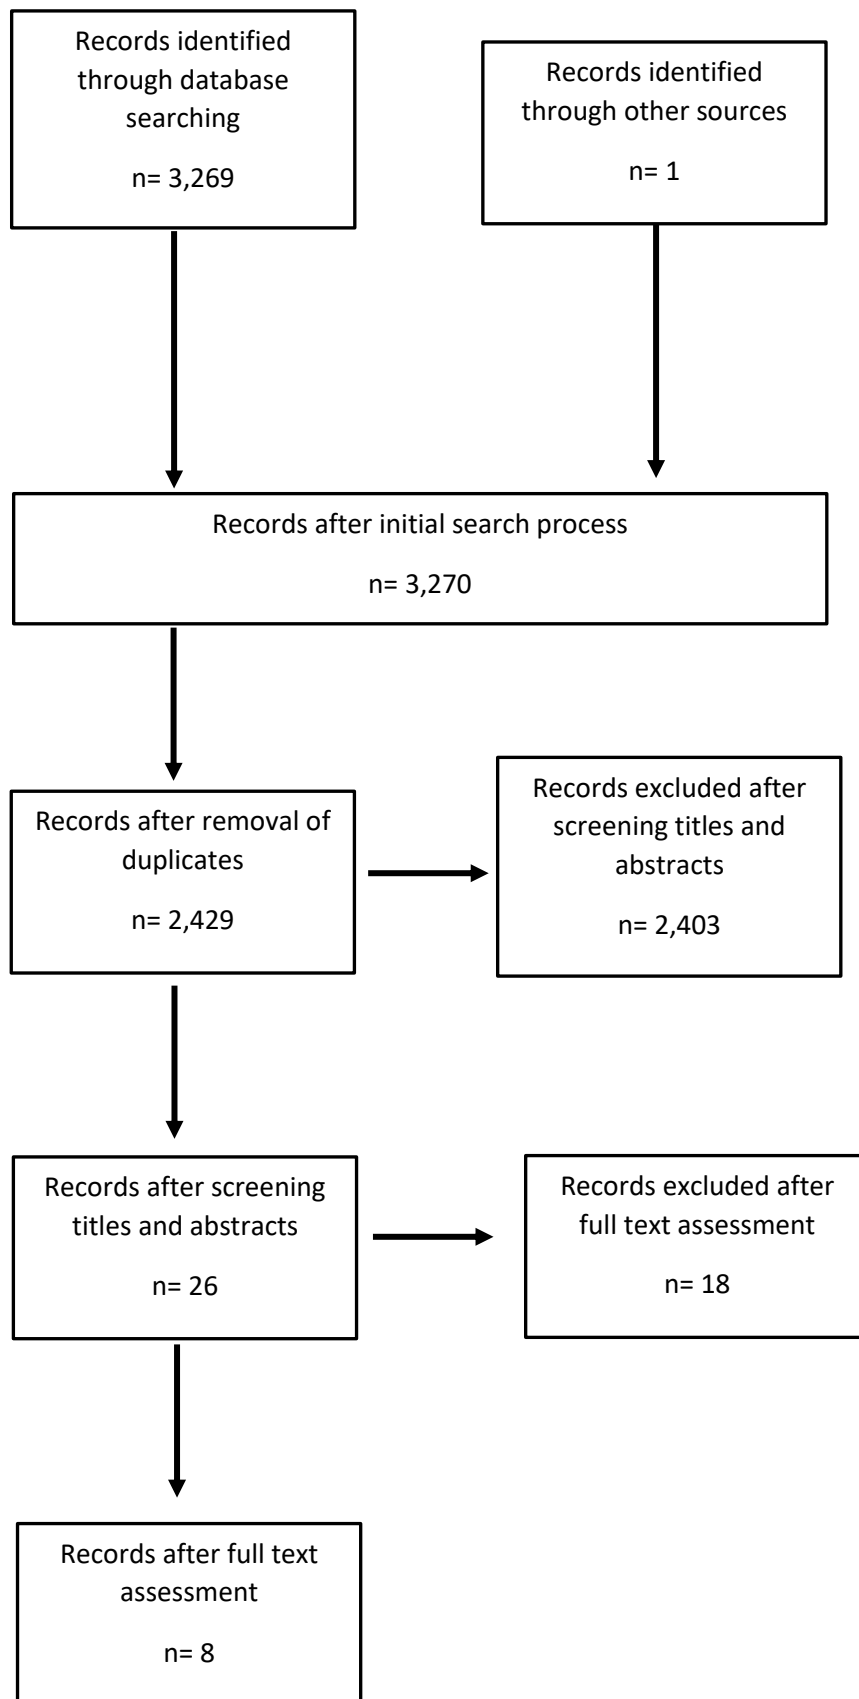 Records identified
through database
searching
n= 3,269
Records identified
through other sources
n= 1
Records after initial search process
n= 3,270
Records after removal of
duplicates
n= 2,429
Records excluded after
screening titles and
abstracts
n= 2,403
Records after screening
titles and abstracts
n= 26
Records excluded after
full text assessment
n= 18
Records after full text
assessment
n= 8